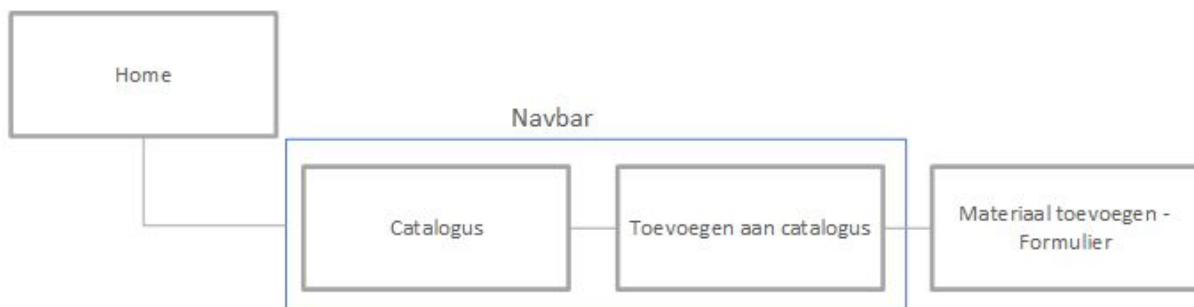 Home
Navbar
Catalogus
Toevoegen aan catalogus
Materiaal toevoegen -
Formulier